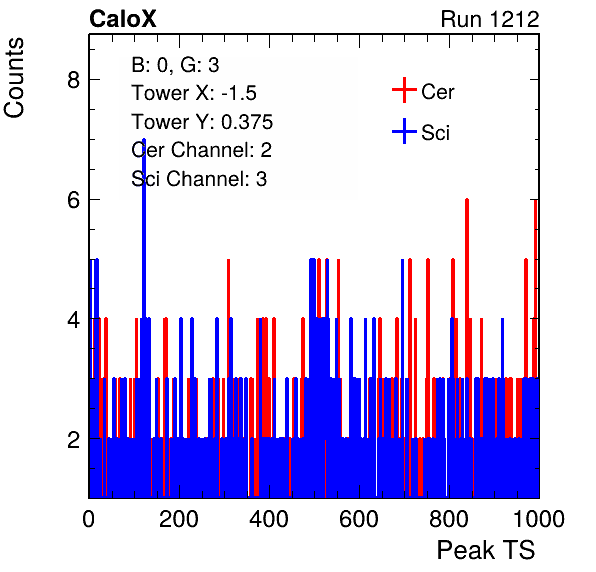 CaloX Run 1212
Counts
8
6
4
2
B: 0, G: 3
Tower X: -1.5
Tower Y: 0.375
Cer Channel: 2
Sci Channel: 3
Cer
Sci
0 200 400 600 800 1000
Peak TS